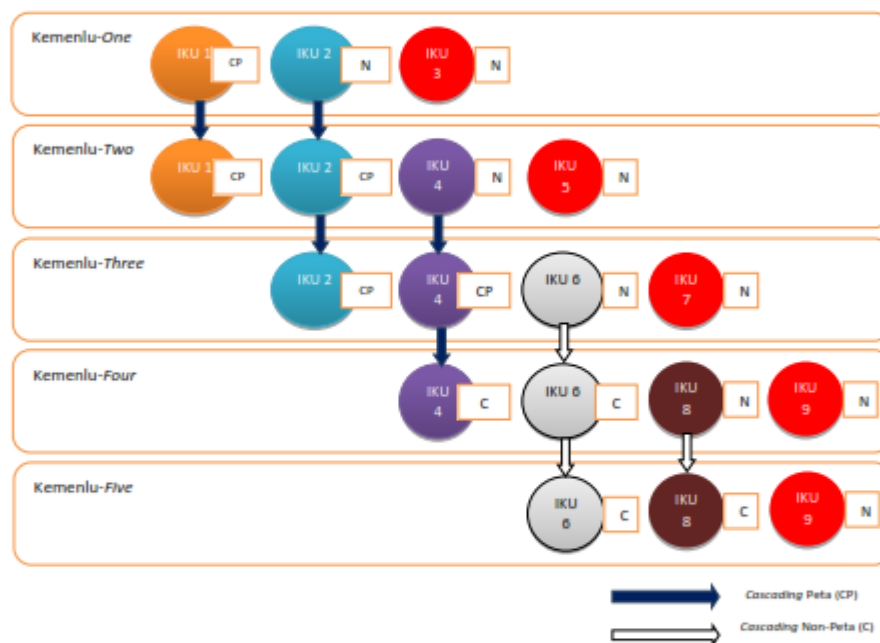 Kemenlu-One
IKU 1
CP
IKU 2
N
IKU
3
N
Kemenlu-Two
IKU 1
CP
IKU 2
CP
IKU
4
N
IKU
5
N
Kemenlu-Three
IKU 2
CP
IKU
4
CP
IKU 6
N
IKU
7
N
Kemenlu-Four
IKU
4
C
IKU 6
C
IKU
8
N
IKU
9
N
Kemenlu-Five
IKU
6
C
IKU
8
C
IKU
9
N
Cascading Peta (CP)
Cascading Non-Peta (C)